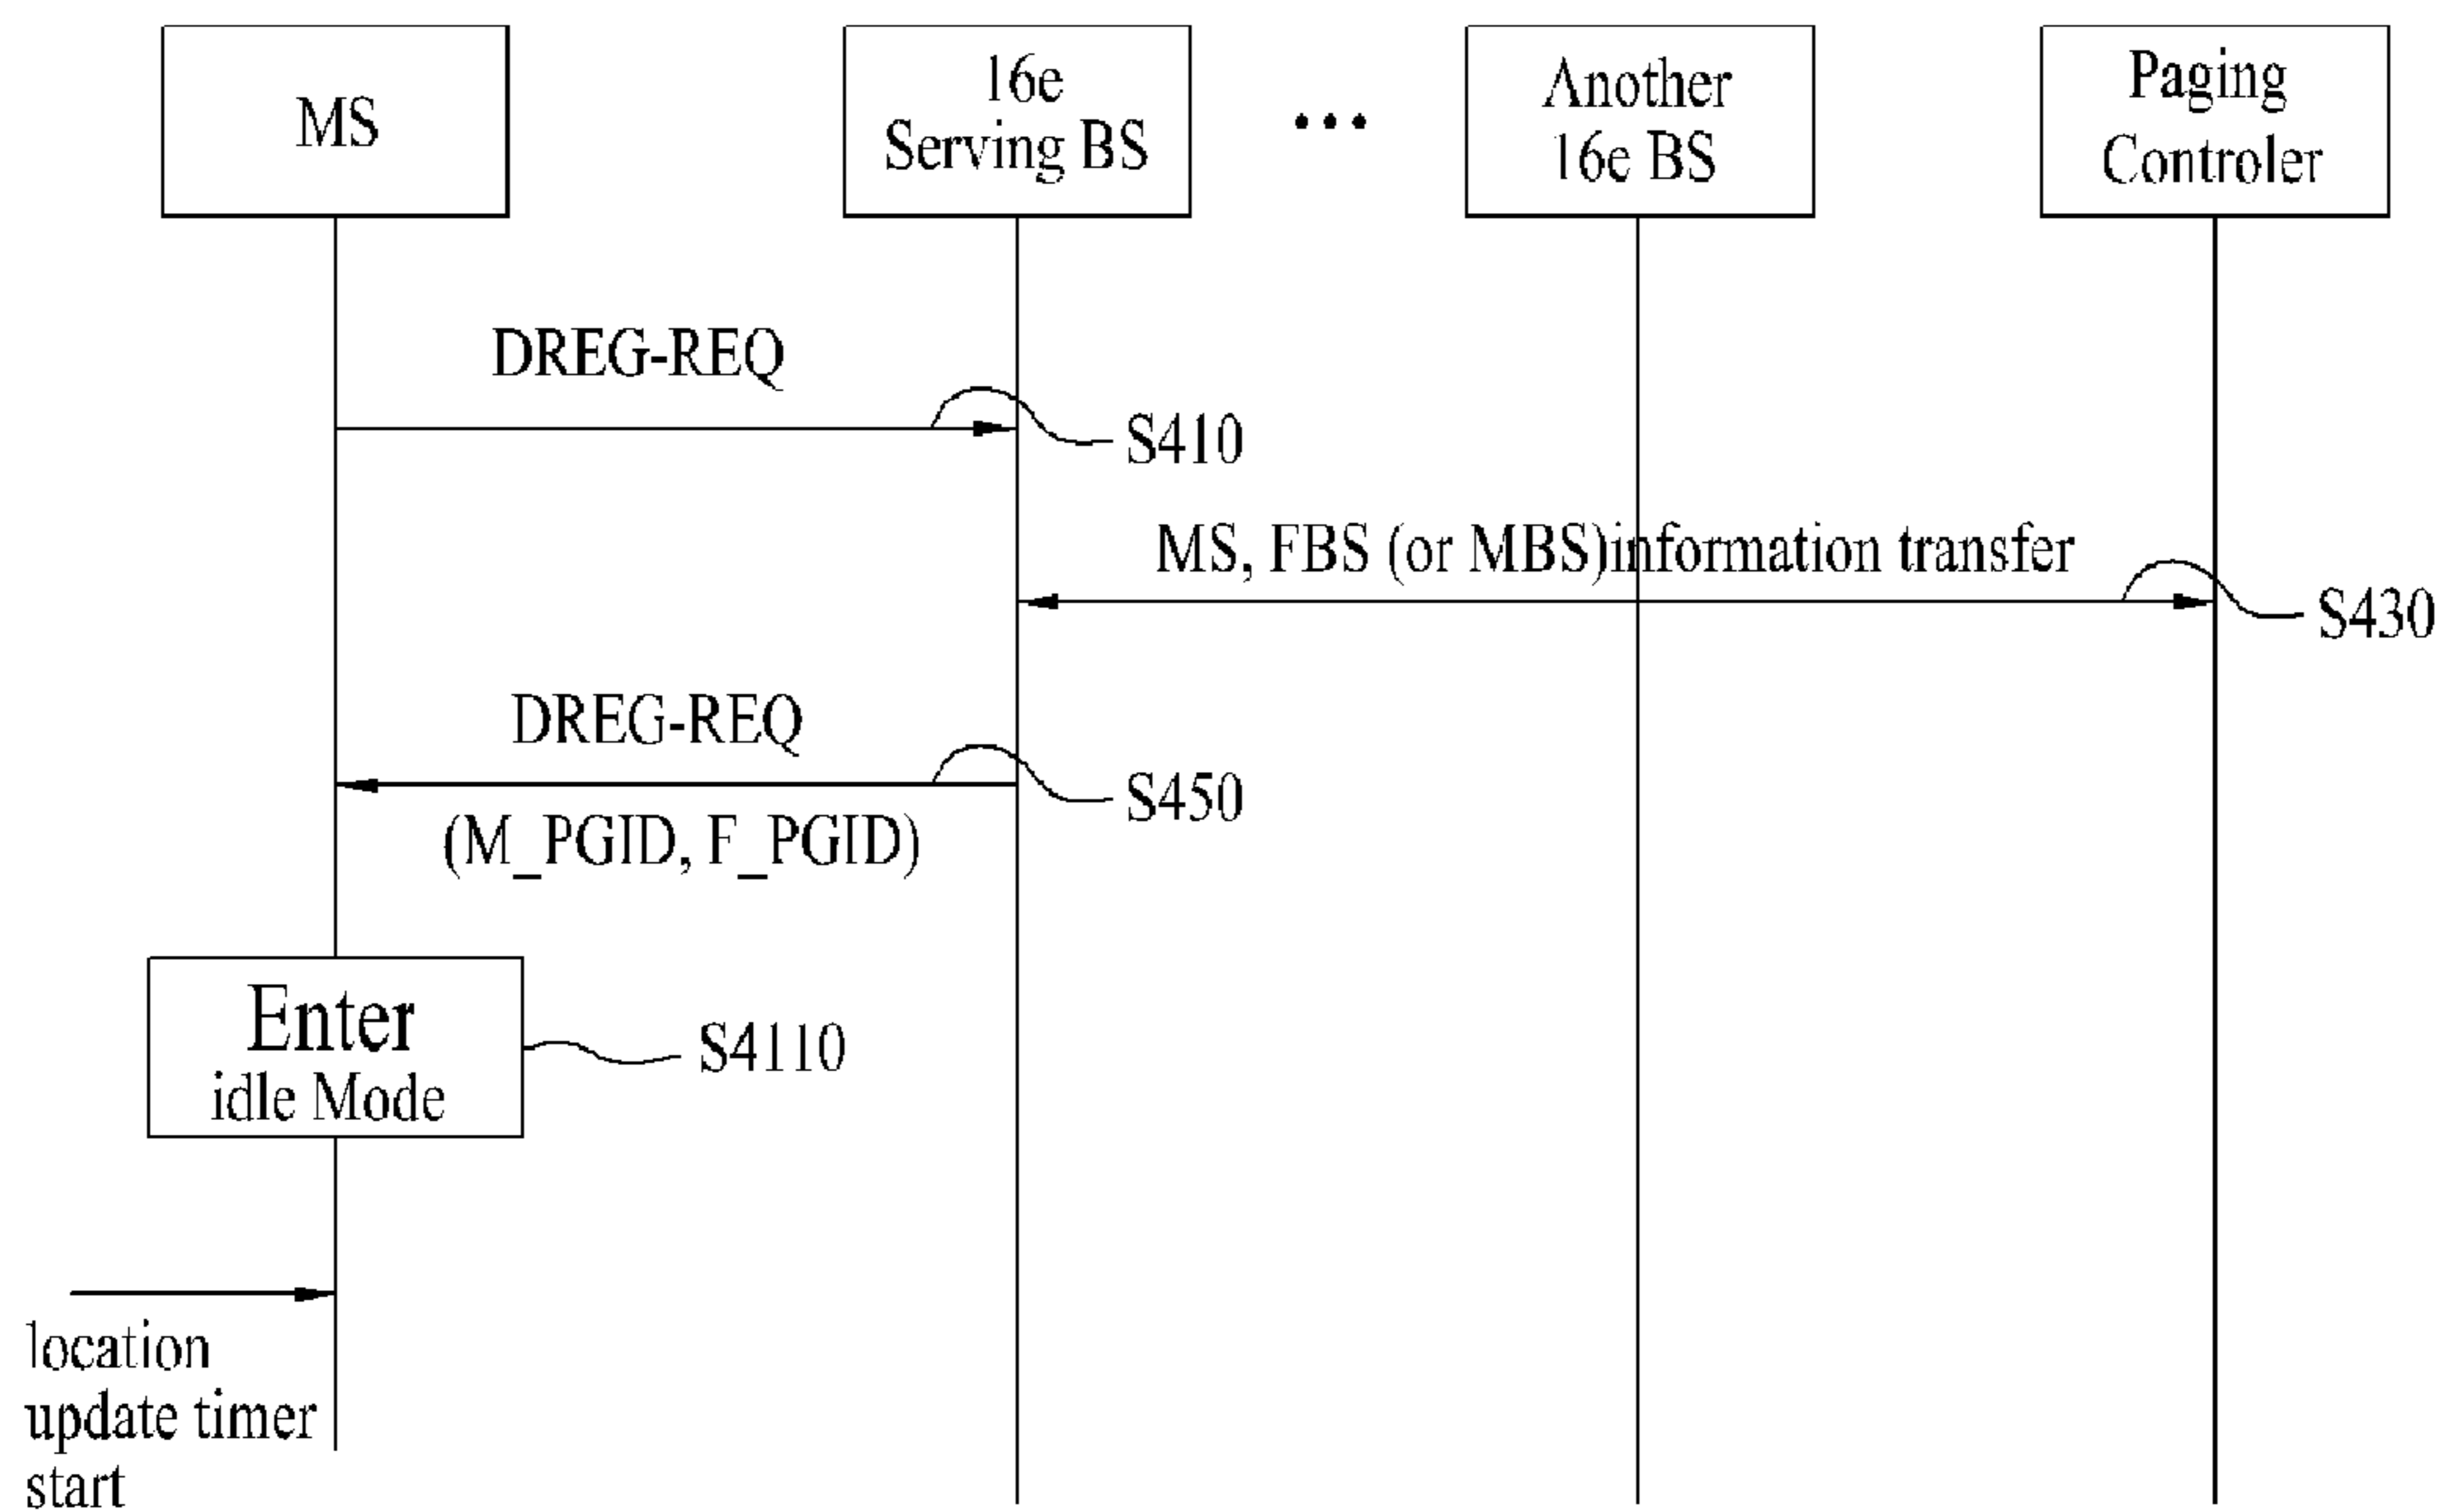 MS
16e
Serving BS
...
Another
16e BS
Paging
Controler
DREG-REQ
S410
MS, FBS (or MBS)information transfer
S430
DREG-REQ
S450
(M_PGID, F_PGID)
Enter
idle Mode
S4110
location
update timer
start